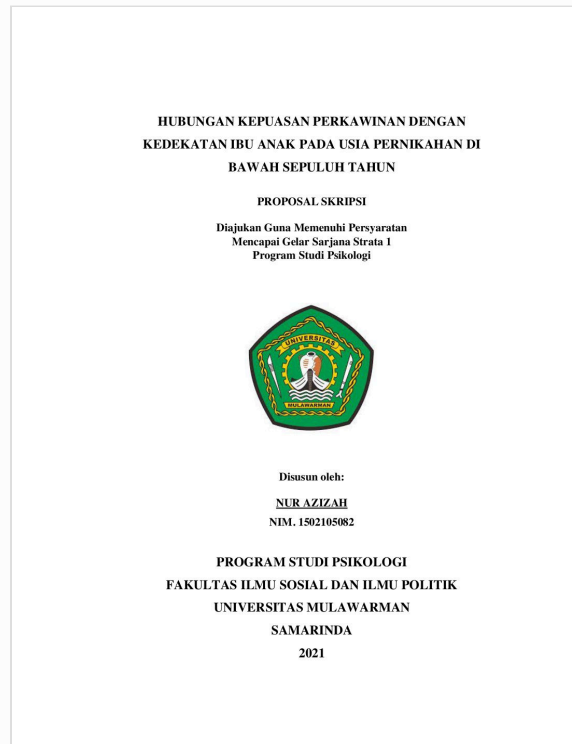 HUBUNGAN KEPUASAN PERKAWINAN DENGAN
KEDEKATAN IBU ANAK PADA USIA PERNIKAHAN DI
BAWAH SEPULUH TAHUN
PROPOSAL SKRIPSI
Diajukan Guna Memenuhi Persyaratan
Mencapai Gelar Sarjana Strata 1
Program Studi Psikologi
UNIVERSITAS
MULAWARMAN
Disusun oleh:
NUR AZIZAH
NIM. 1502105082
PROGRAM STUDI PSIKOLOGI
FAKULTAS ILMU SOSIAL DAN ILMU POLITIK
UNIVERSITAS MULAWARMAN
SAMARINDA
2021